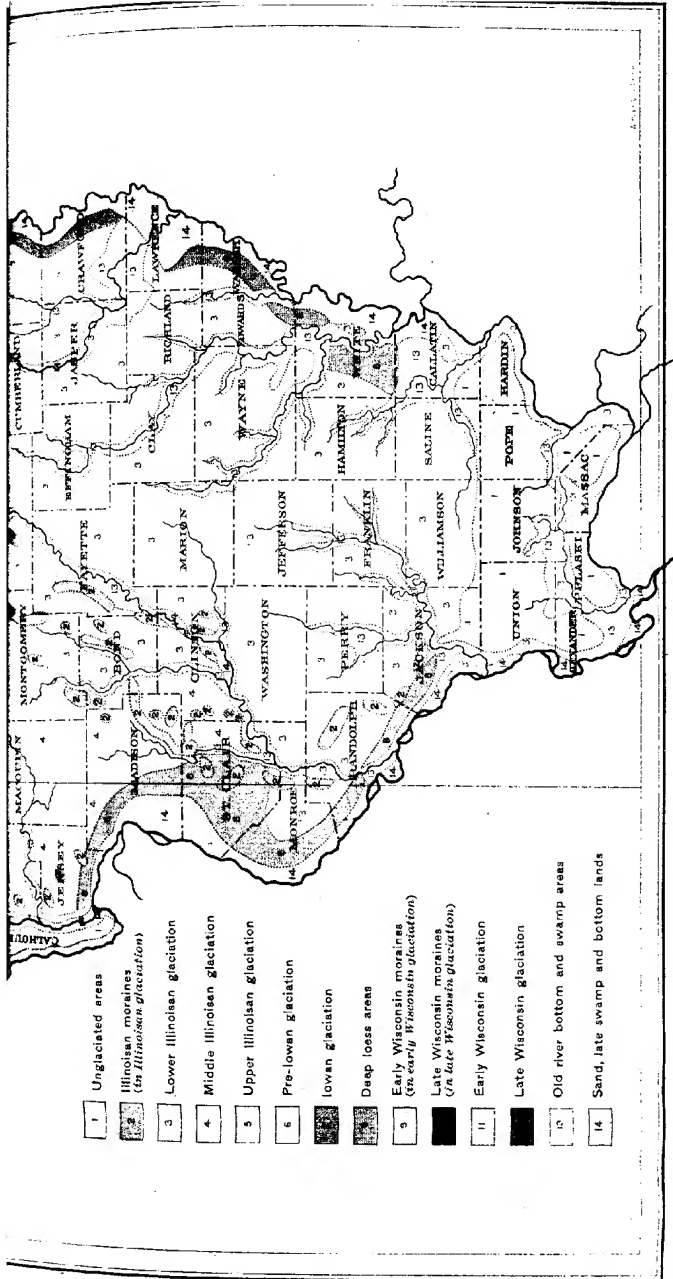 CALHOUN
JERSEY
MACOUPIN
MONTGOMERY
FAYETTE
EFFINGHAM
CUMBERLAND
JASPER
CRAWFORD
MADISON
BOND
CLINTON
MARION
CLAY
RICHLAND
LAWRENCE
ST. CLAIR
WASHINGTON
JEFFERSON
WAYNE
EDWARDS
WABASH
MONROE
RANDOLPH
PERRY
FRANKLIN
HAMILTON
WHITE
JACKSON
WILLIAMSON
SALINE
GALLATIN
UNION
JOHNSON
POPE
HARDIN
ALEXANDER
PULASKI
MASSAC
1 Unglaciated areas
2 Illinoisan moraines
(in Illinoisan glaciation)
3 Lower Illinoisan glaciation
4 Middle Illinoisan glaciation
5 Upper Illinoisan glaciation
6 Pre-Iowan glaciation
Iowan glaciation
8 Deep loess areas
9 Early Wisconsin moraines
(in early Wisconsin glaciation)
Late Wisconsin moraines
(in late Wisconsin glaciation)
11 Early Wisconsin glaciation
Late Wisconsin glaciation
13 Old river bottom and swamp areas
14 Sand, late swamp and bottom lands